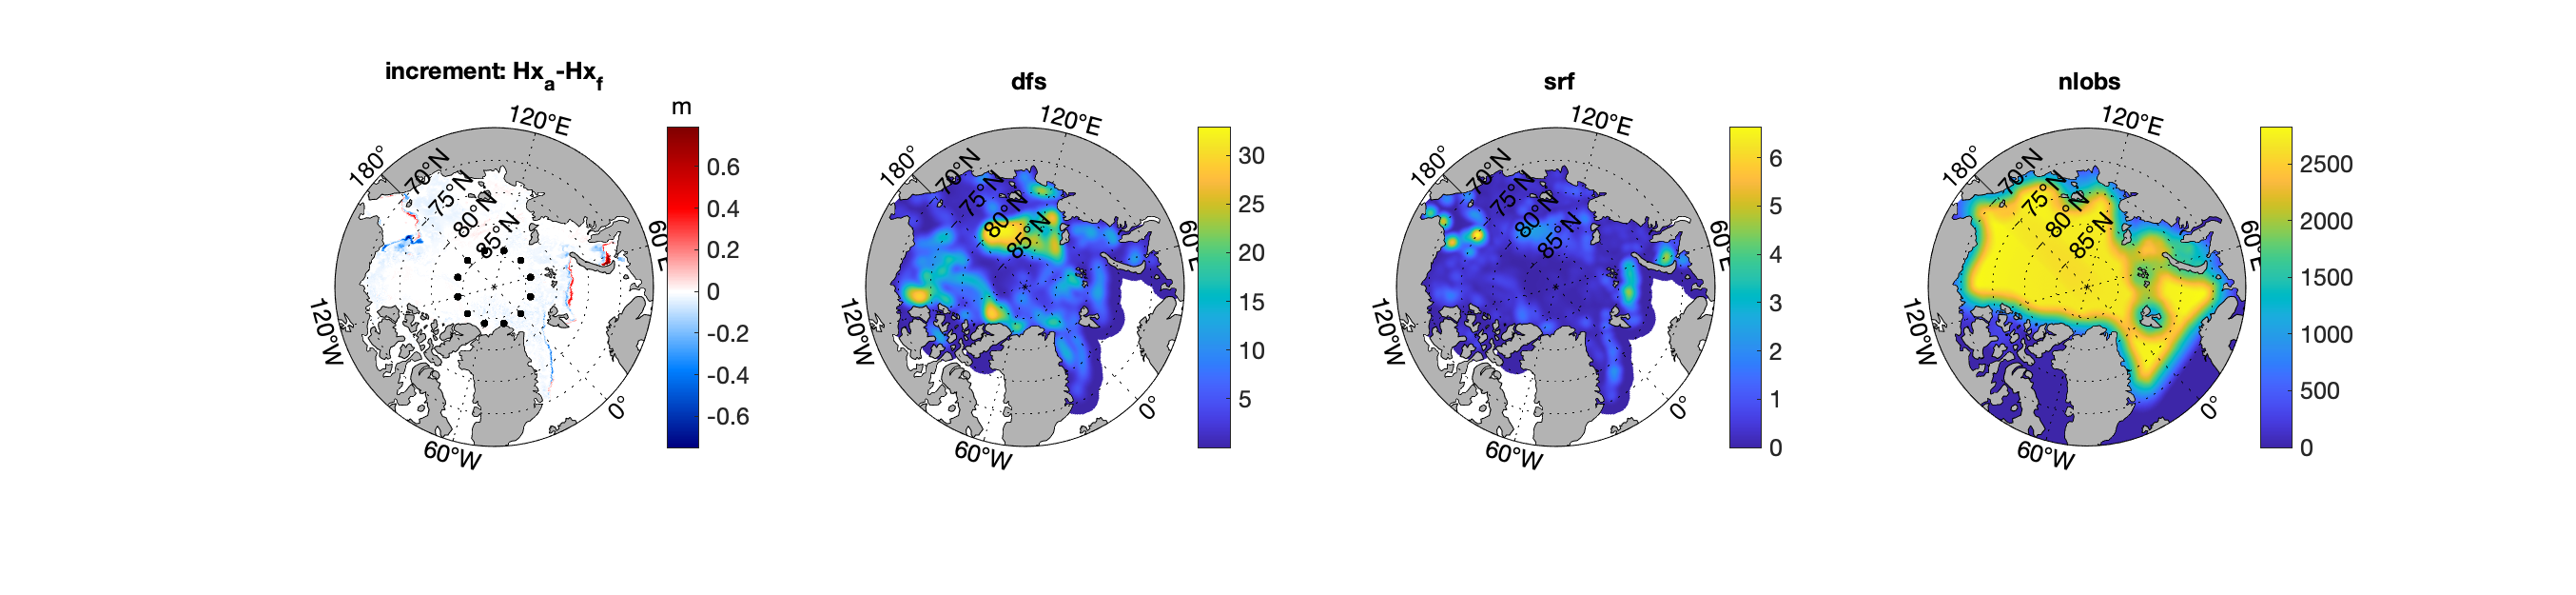 increment: Hxa-Hxf
m
120°E
180°
70°N
75°N
80°N
85°N
60°E
120°W
60°W
0°
0.6
0.4
0.2
0
-0.2
-0.4
-0.6
dfs
120°E
180°
70°N
75°N
80°N
85°N
60°E
120°W
60°W
0°
30
25
20
15
10
5
srf
120°E
180°
70°N
75°N
80°N
85°N
60°E
120°W
60°W
0°
6
5
4
3
2
1
0
nlobs
120°E
180°
70°N
75°N
80°N
85°N
60°E
120°W
60°W
0°
2500
2000
1500
1000
500
0